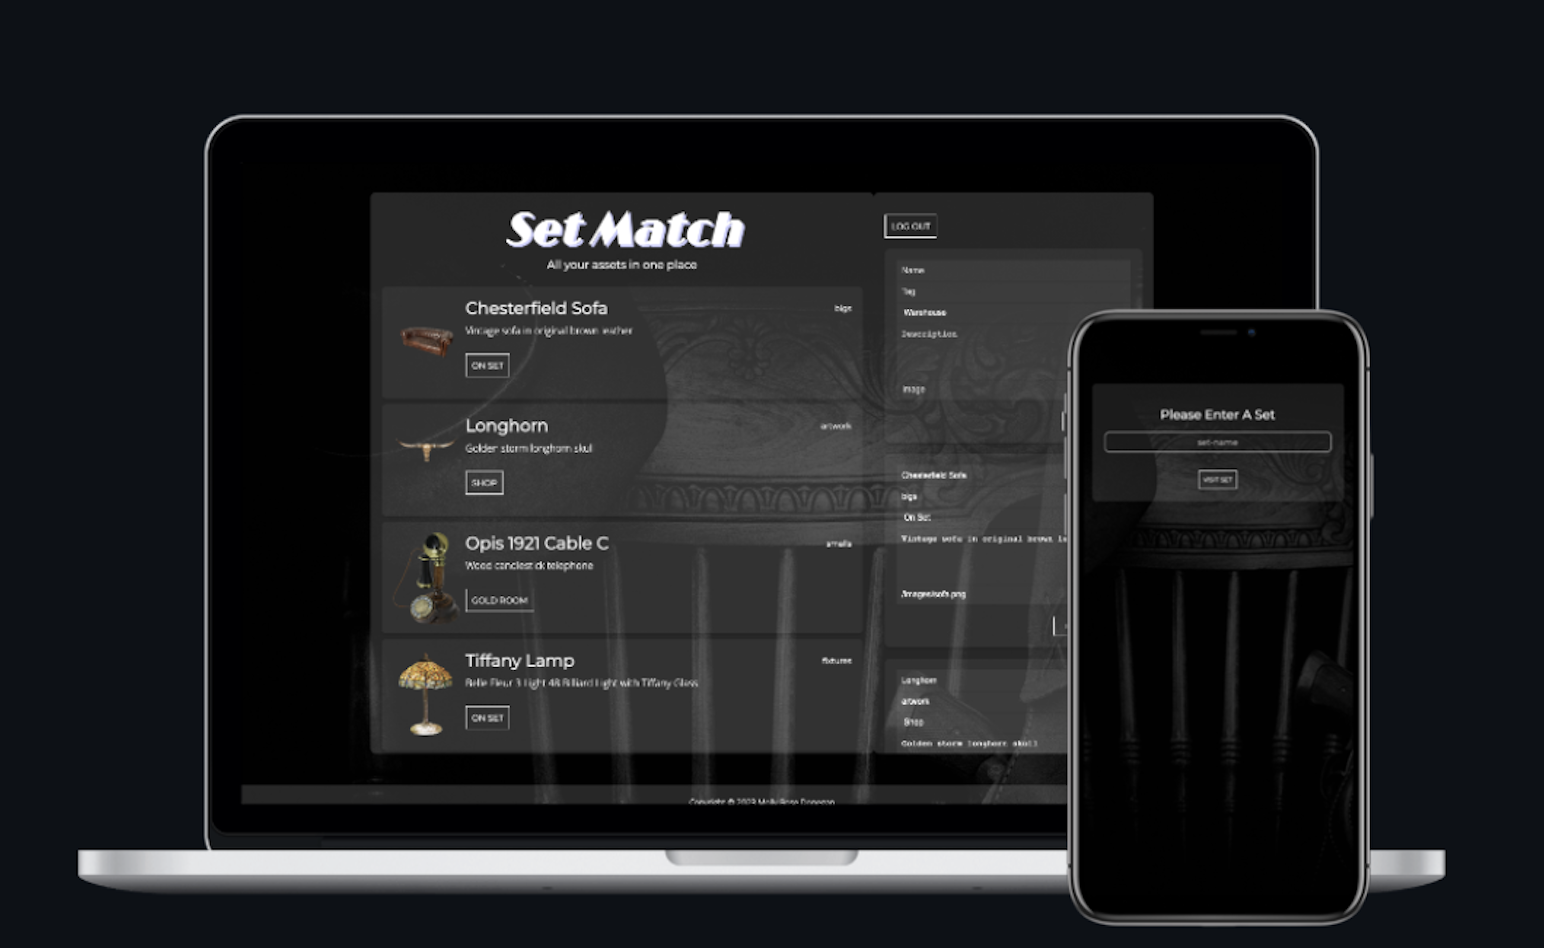 Set Match
All your assets in one place
Chesterfield Sofa
bigs
Vintage sofa in original brown leather
ON SET
Longhorn
artwork
Golden storm longhorn skull
SHOP
Opis 1921 Cable C
smalls
Wood candlestick telephone
GOLD ROOM
Tiffany Lamp
fixtures
Belle Fleur 3 Light 48 Billiard Light with Tiffany Glass
ON SET
LOG OUT
Name
Tag
Warehouse
Description
Image
Chesterfield Sofa
bigs
On Set
Vintage sofa in original brown
/images/sofa.png
Longhorn
artwork
Shop
Golden storm longhorn skull
Copyright © 2023 Molly Rose Donegan
Please Enter A Set
set-name
VISIT SET